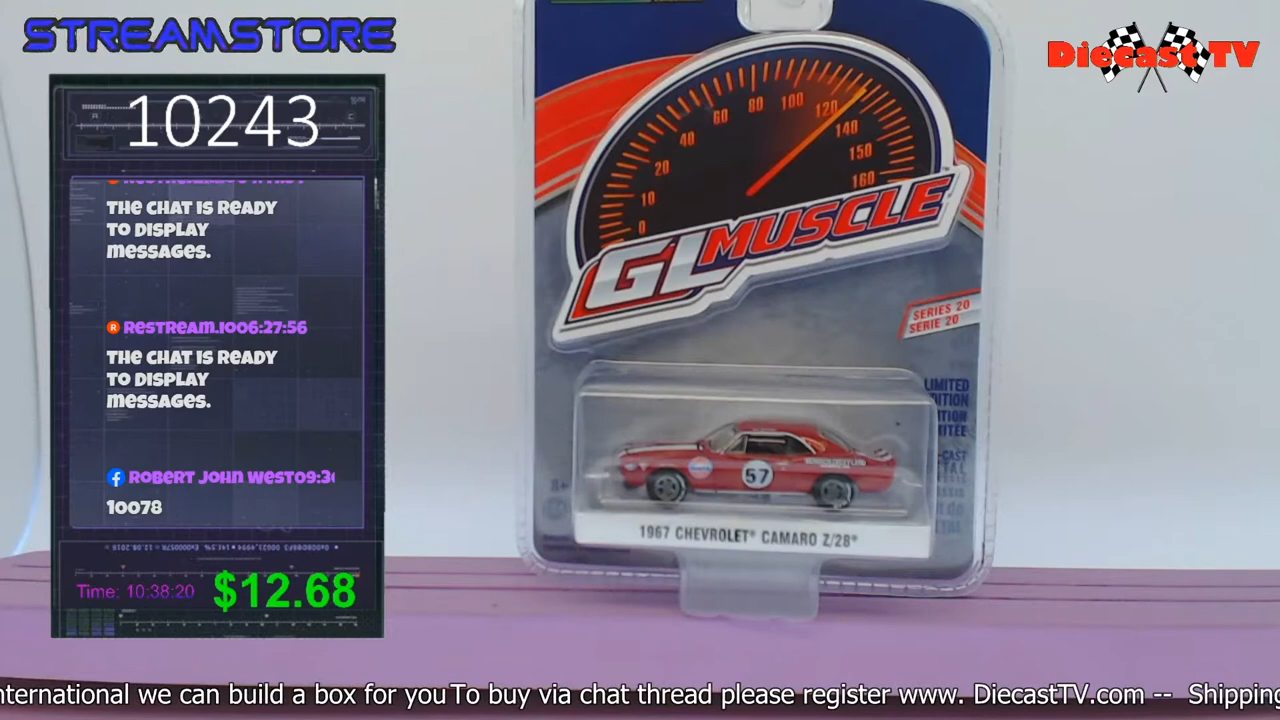 STREAMSTORE
Diecast TV
10243
THE CHAT IS READY
TO DISPLAY
MESSAGES.
RESTREAM.IO06:27:56
THE CHAT IS READY
TO DISPLAY
MESSAGES.
ROBERT JOHN WEST09:3
10078
Time: 10:38:20
$12.68
0
10
20
40
60
80
100
120
140
150
160
GL MUSCLE
SERIES 20
SERIE 20
LIMITED
57
1967 CHEVROLET® CAMARO Z/28®
nternational we can build a box for you To buy via chat thread please register www. DiecastTV.com -- Shipping